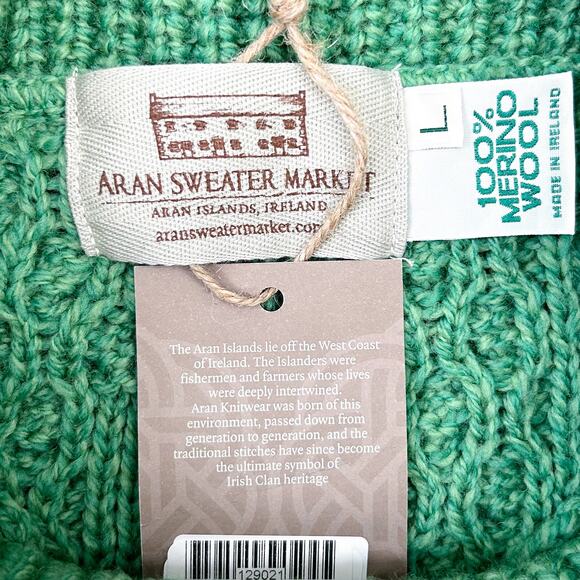 ARAN SWEATER MARKET
ARAN ISLANDS, IRELAND
aransweatermarket.com
L
100%
MERINO
WOOL
MADE IN IRELAND
The Aran Islands lie off the West Coast
of Ireland. The Islanders were
fishermen and farmers whose lives
were deeply intertwined.
Aran Knitwear was born of this
environment, passed down from
generation to generation, and the
traditional stitches have since become
the ultimate symbol of
Irish Clan heritage
129021